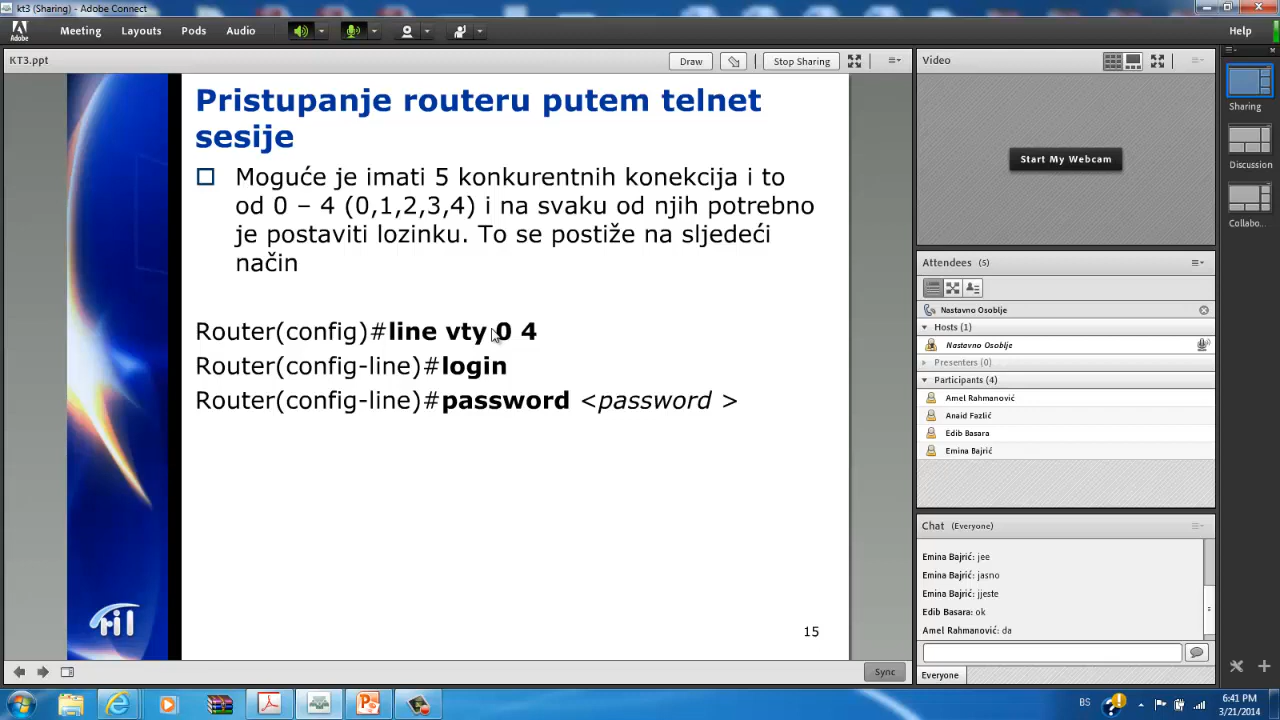 kt3 (Sharing) - Adobe Connect
Adobe
Meeting
Layouts
Pods
Audio
Help
KT3.ppt
Draw
Stop Sharing
Pristupanje routeru putem telnet
sesije
Moguće je imati 5 konkurentnih konekcija i to
od 0 – 4 (0,1,2,3,4) i na svaku od njih potrebno
je postaviti lozinku. To se postiže na sljedeći
način
Router(config)#line vty 0 4
Router(config-line)#login
Router(config-line)#password <password >
15
Sync
Video
Start My Webcam
Attendees (5)
Nastavno Osoblje
Hosts (1)
Nastavno Osoblje
Presenters (0)
Participants (4)
Amel Rahmanović
Anaid Fazlić
Edib Basara
Emina Bajrić
Chat (Everyone)
Emina Bajrić: jee
Emina Bajrić: jasno
Emina Bajrić: jjeste
Edib Basara: ok
Amel Rahmanović: da
Everyone
Sharing
Discussion
Collabo...
BS
6:41 PM
3/21/2014